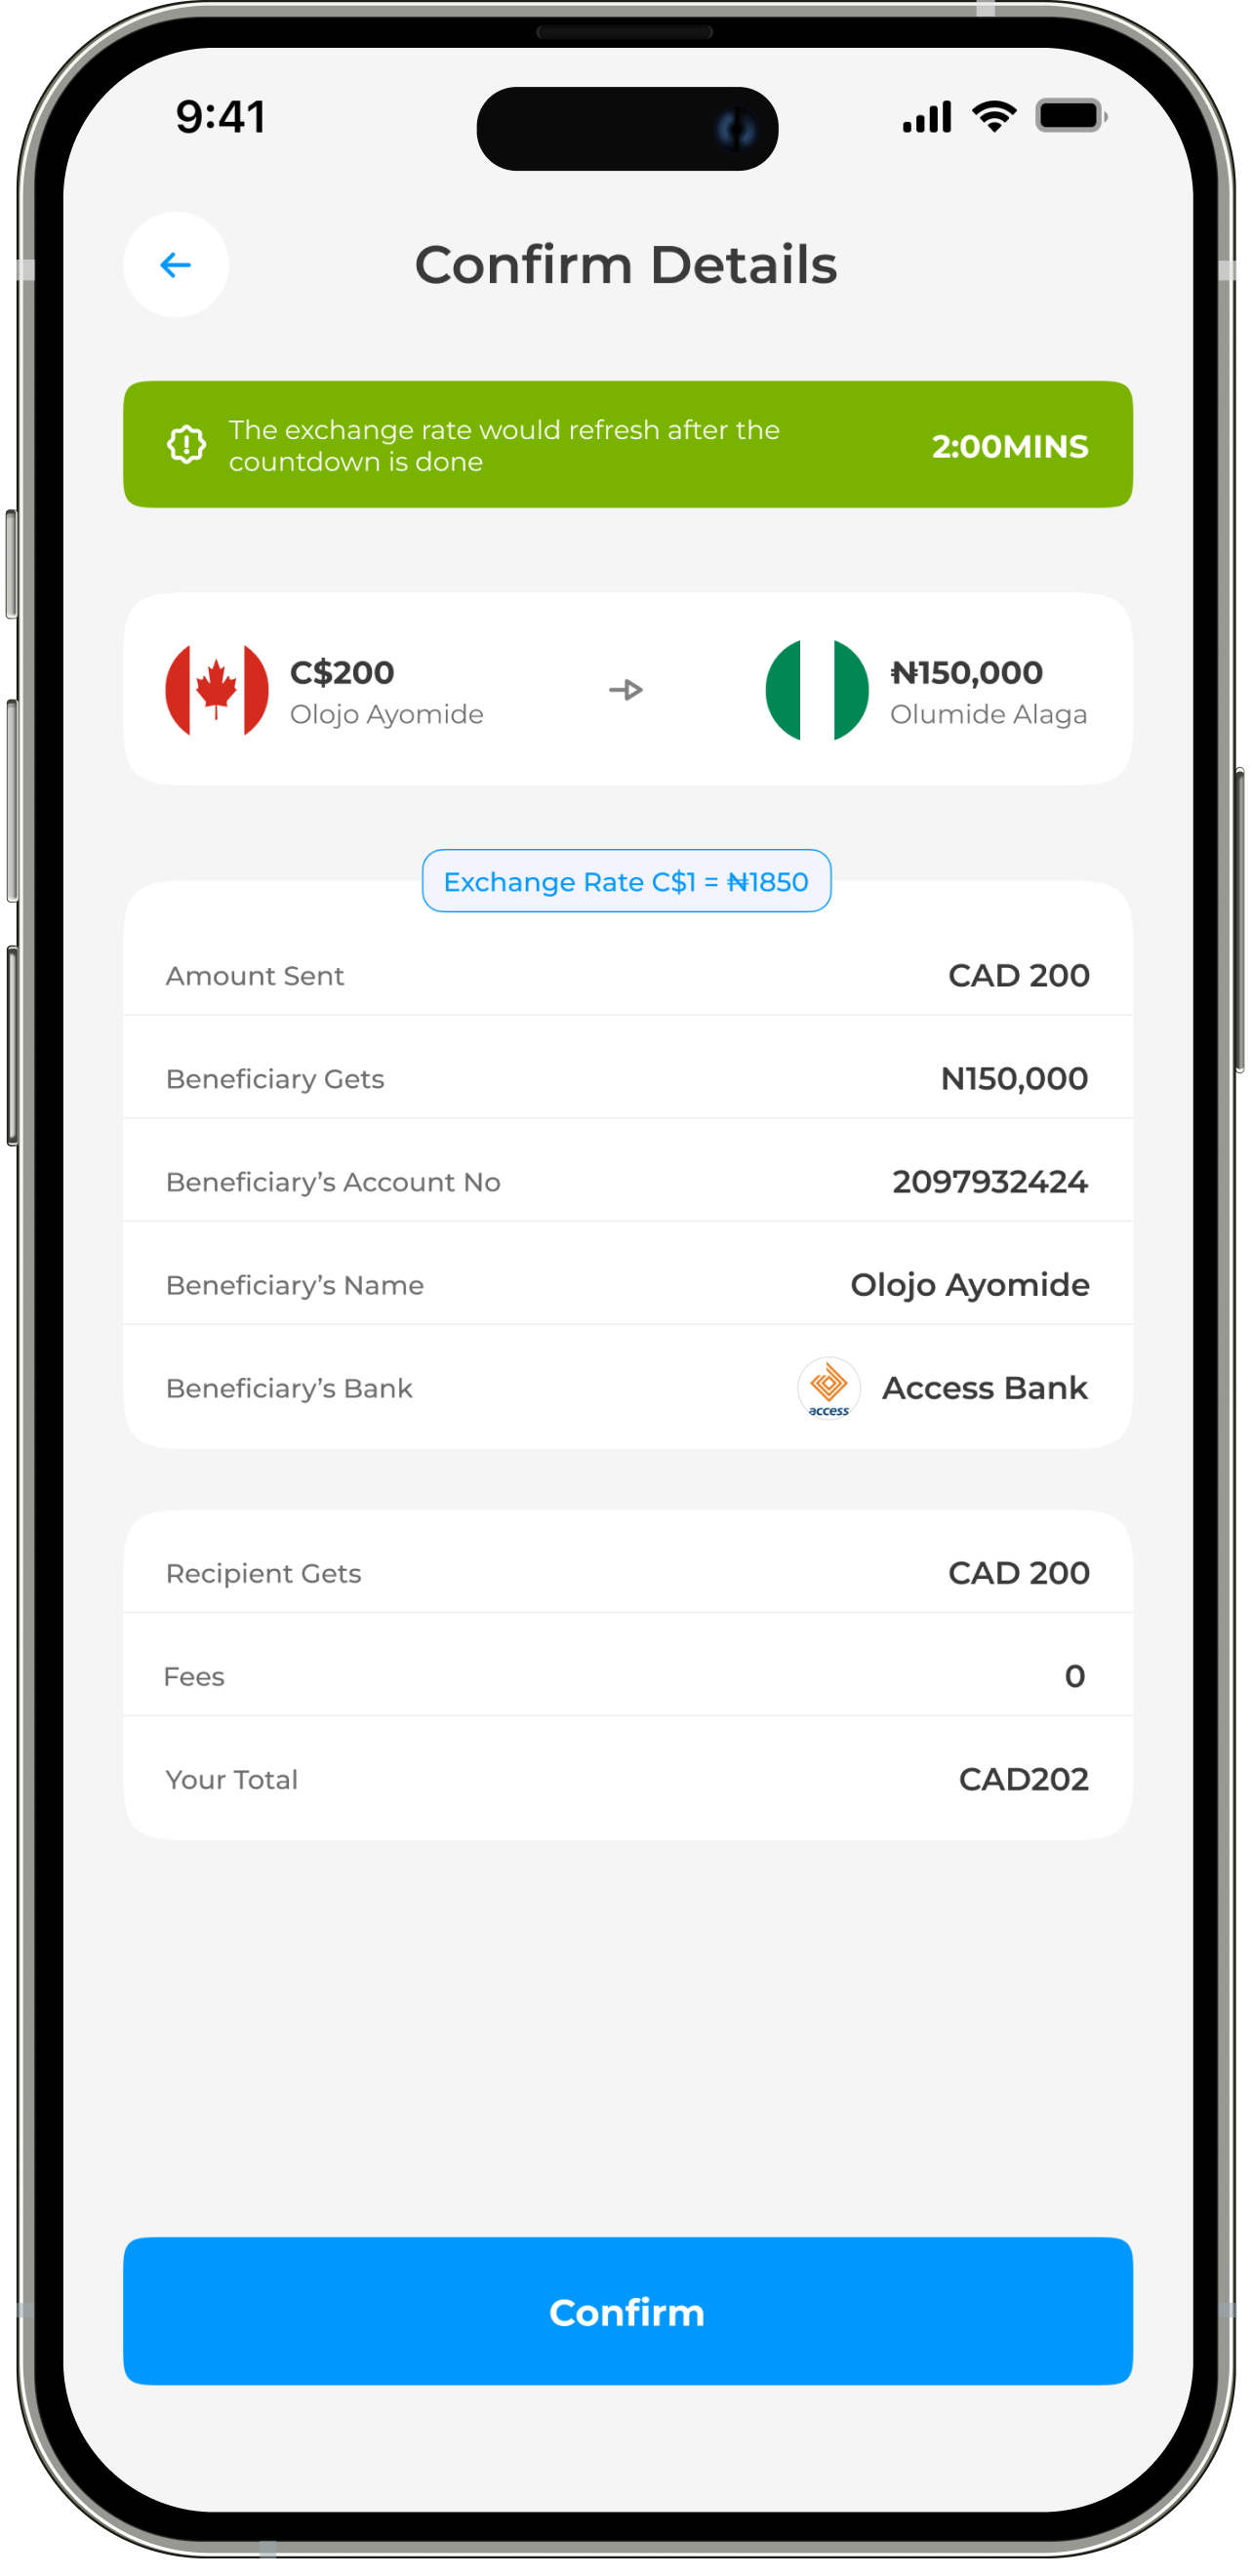 9:41
Confirm Details
The exchange rate would refresh after the
countdown is done
2:00MINS
C$200
Olojo Ayomide
₦150,000
Olumide Alaga
Exchange Rate C$1 = ₦1850
Amount Sent CAD 200
Beneficiary Gets N150,000
Beneficiary’s Account No 2097932424
Beneficiary’s Name Olojo Ayomide
Beneficiary’s Bank access Access Bank
Recipient Gets CAD 200
Fees 0
Your Total CAD202
Confirm